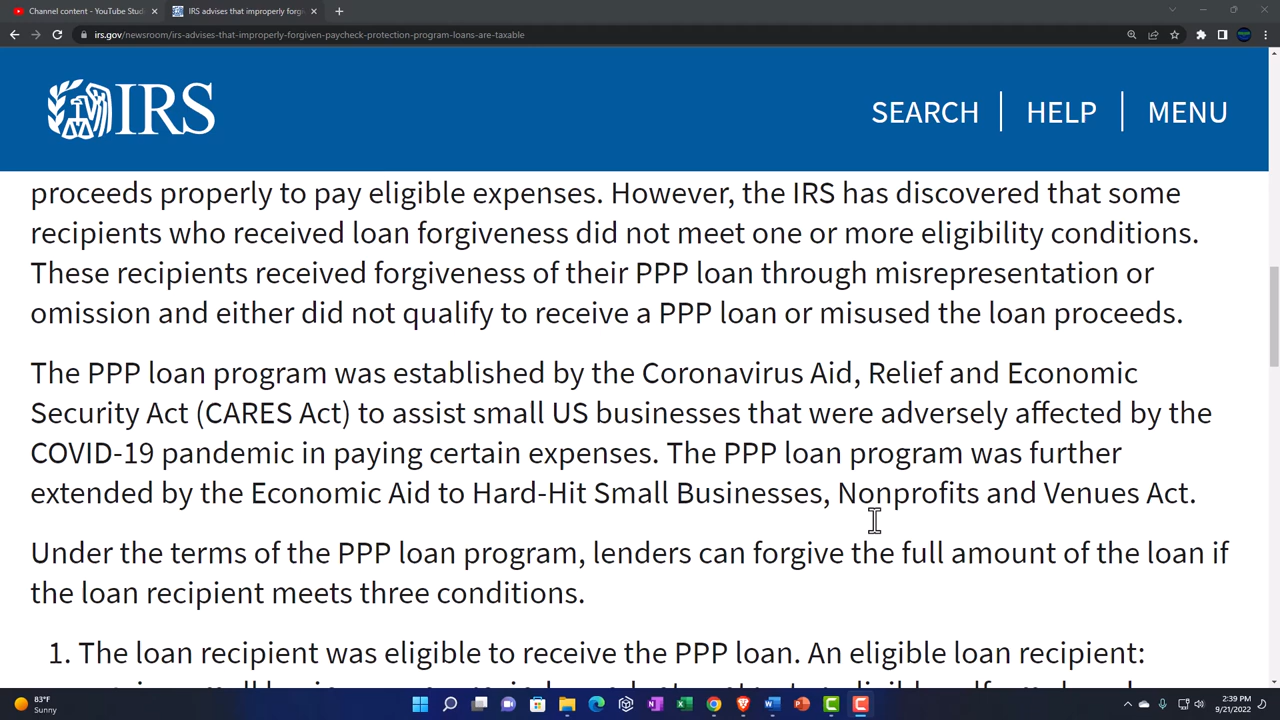 Channel content - YouTube Stud
IRS advises that improperly forgi
irs.gov/newsroom/irs-advises-that-improperly-forgiven-paycheck-protection-program-loans-are-taxable
IRS
SEARCH
HELP
MENU
proceeds properly to pay eligible expenses. However, the IRS has discovered that some
recipients who received loan forgiveness did not meet one or more eligibility conditions.
These recipients received forgiveness of their PPP loan through misrepresentation or
omission and either did not qualify to receive a PPP loan or misused the loan proceeds.
The PPP loan program was established by the Coronavirus Aid, Relief and Economic
Security Act (CARES Act) to assist small US businesses that were adversely affected by the
COVID-19 pandemic in paying certain expenses. The PPP loan program was further
extended by the Economic Aid to Hard-Hit Small Businesses, Nonprofits and Venues Act.
Under the terms of the PPP loan program, lenders can forgive the full amount of the loan if
the loan recipient meets three conditions.
1. The loan recipient was eligible to receive the PPP loan. An eligible loan recipient:
83°F
Sunny
2:39 PM
9/21/2022